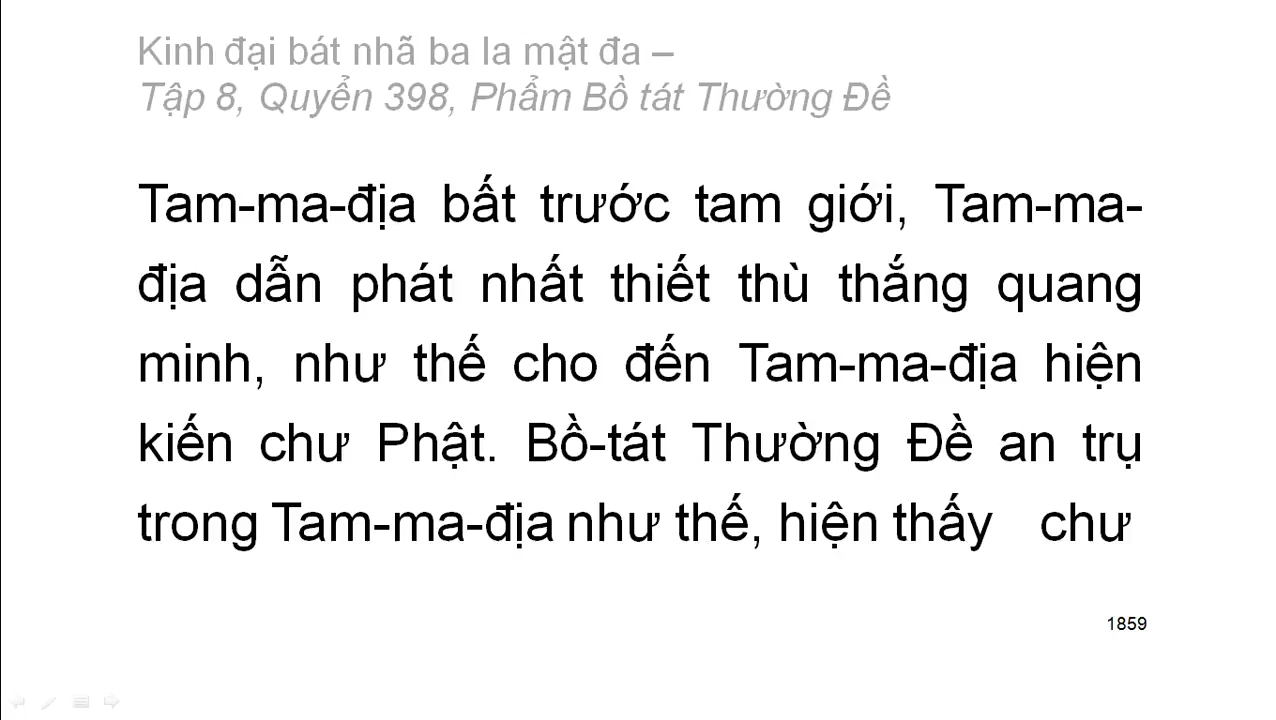 Kinh đại bát nhã ba la mật đa –
Tập 8, Quyển 398, Phẩm Bồ tát Thường Đề
Tam-ma-địa bất trước tam giới, Tam-ma-
địa dẫn phát nhất thiết thù thắng quang
minh, như thế cho đến Tam-ma-địa hiện
kiến chư Phật. Bồ-tát Thường Đề an trụ
trong Tam-ma-địa như thế, hiện thấy chư
1859